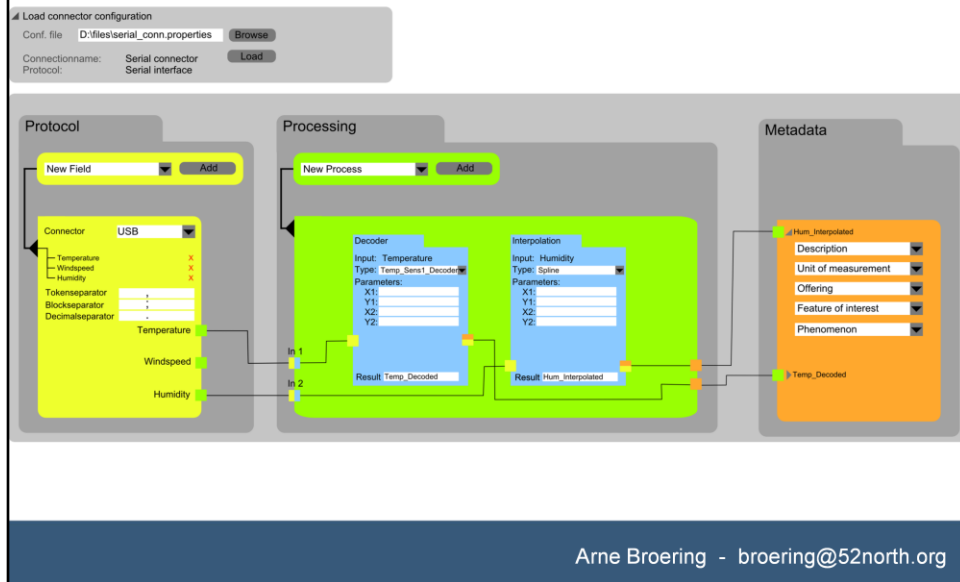 Load connector configuration
Conf. file D:\files\serial_conn.properties Browse
Connectionname: Serial connector Load
Protocol: Serial interface
Protocol
New Field Add
Connector USB
Temperature X
Windspeed X
Humidity X
Tokenseparator ,
Blockseparator ;
Decimalseparator .
Temperature
Windspeed
Humidity
Processing
New Process Add
In 1
In 2
Decoder
Input: Temperature
Type: Temp_Sens1_Decoder
Parameters:
X1:
Y1:
X2:
Y2:
Result Temp_Decoded
Interpolation
Input: Humidity
Type: Spline
Parameters:
X1:
Y1:
X2:
Y2:
Result Hum_Interpolated
Metadata
Hum_Interpolated
Description
Unit of measurement
Offering
Feature of interest
Phenomenon
Temp_Decoded
Arne Broering - broering@52north.org